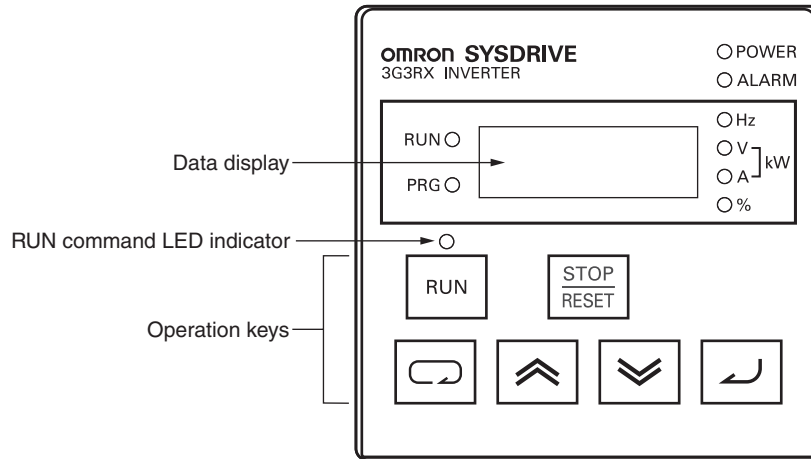 OMRON SYSDRIVE
3G3RX INVERTER
POWER
ALARM
Data display
RUN
PRG
Hz
V
A
kW
%
RUN command LED indicator
Operation keys
RUN
STOP
RESET